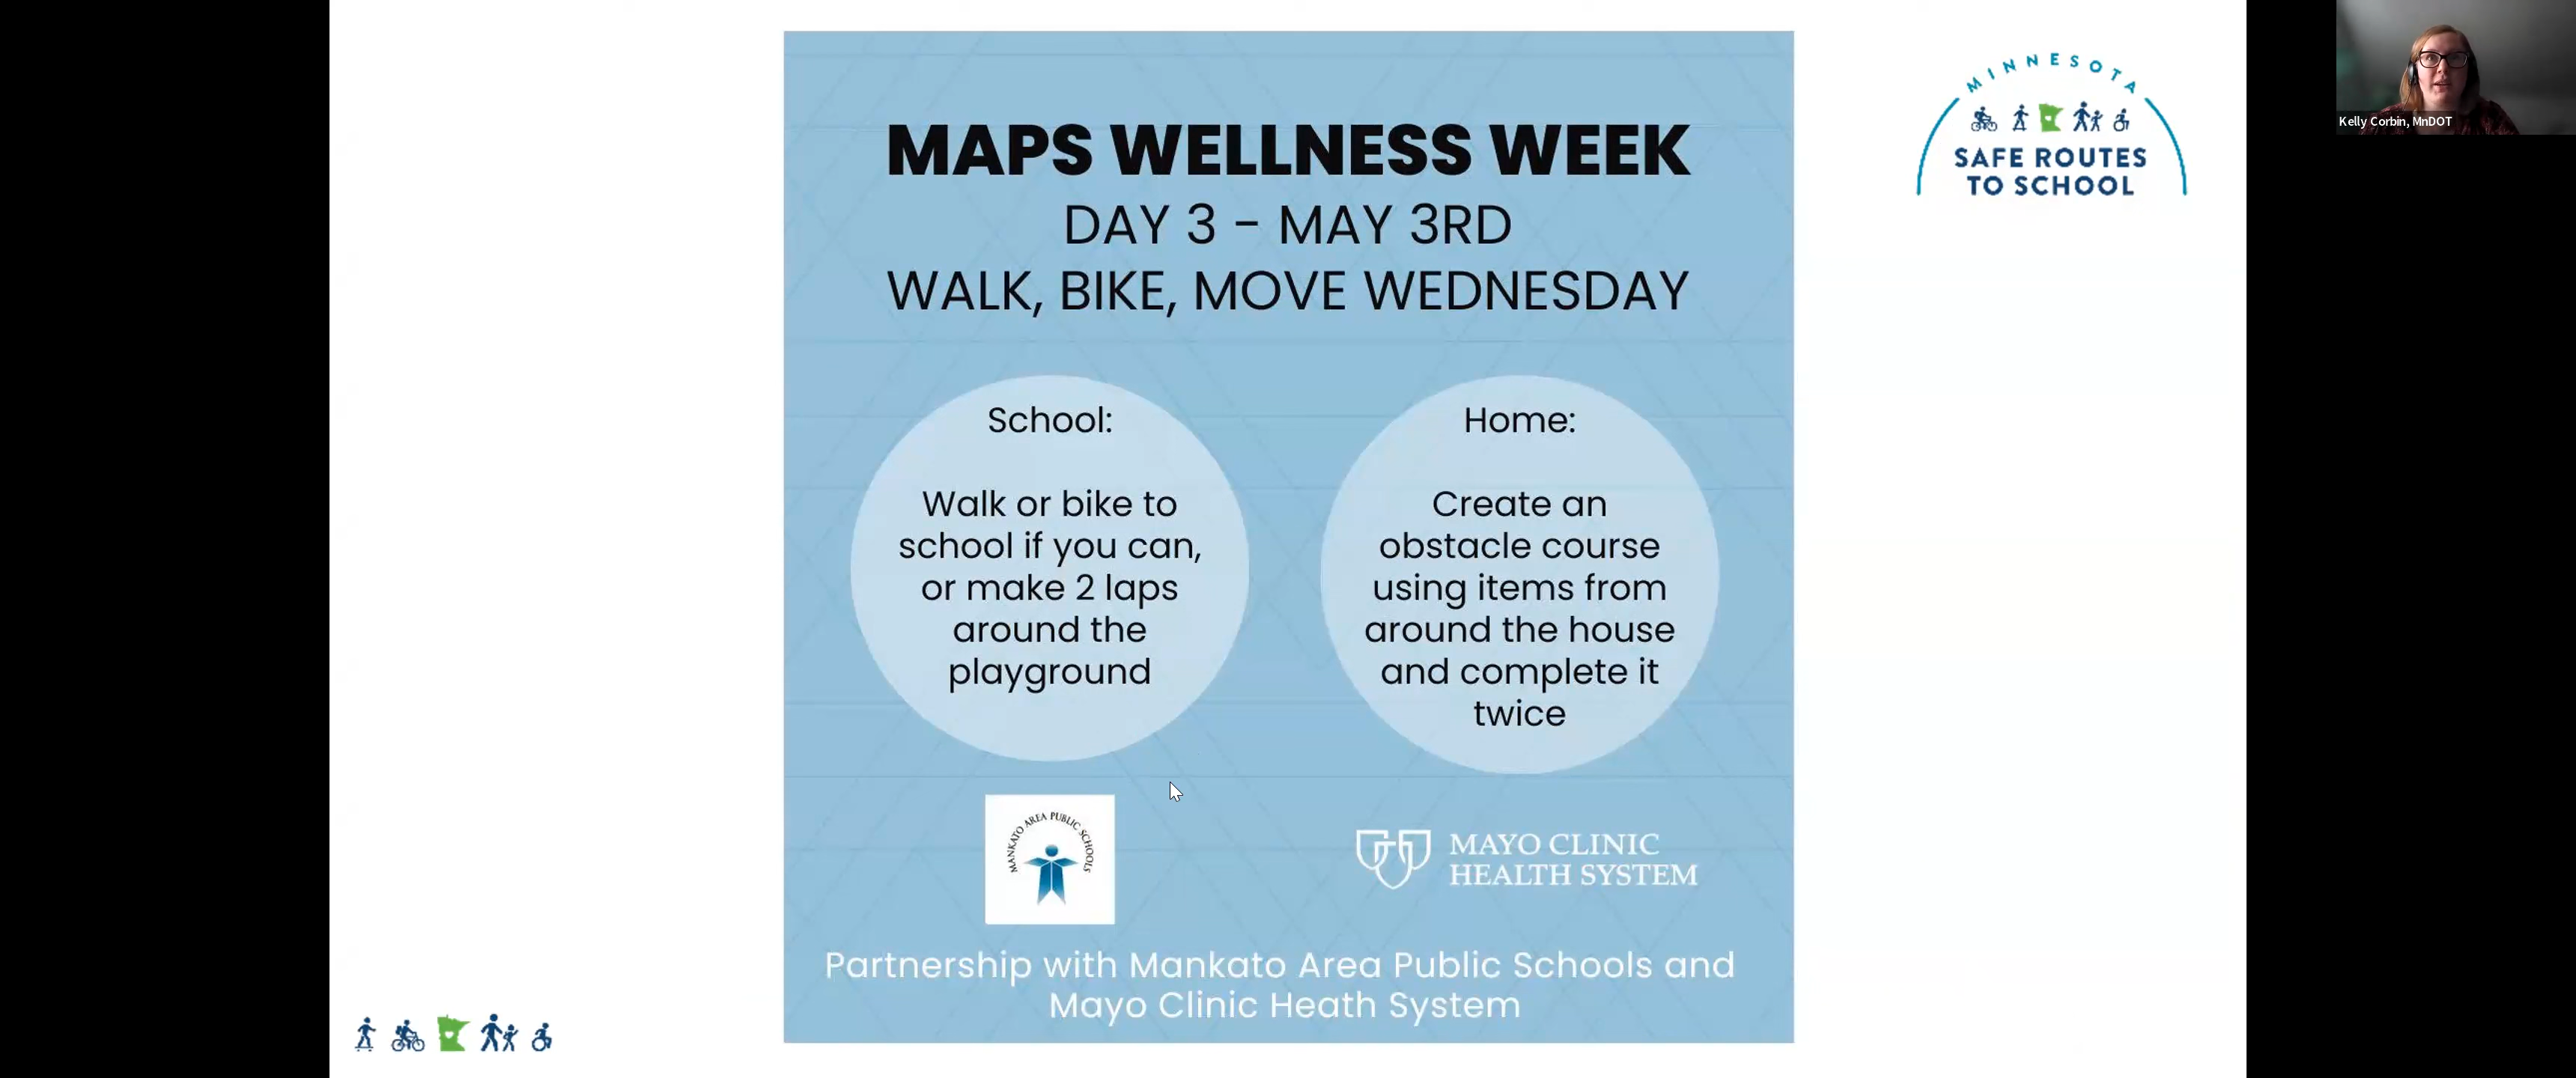 MAPS WELLNESS WEEK
DAY 3 - MAY 3RD
WALK, BIKE, MOVE WEDNESDAY
School:
Walk or bike to
school if you can,
or make 2 laps
around the
playground
Home:
Create an
obstacle course
using items from
around the house
and complete it
twice
MANKATO AREA PUBLIC SCHOOLS
MAYO CLINIC
HEALTH SYSTEM
Partnership with Mankato Area Public Schools and
Mayo Clinic Heath System
MINNESOTA
SAFE ROUTES
TO SCHOOL
Kelly Corbin, MnDOT